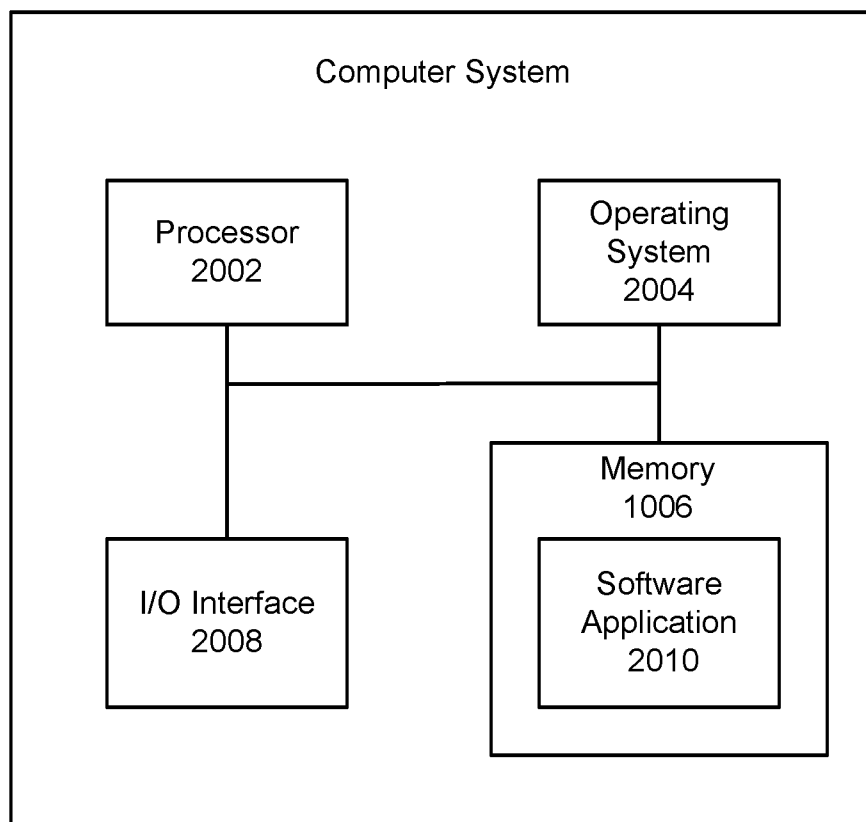 Computer System
Processor
2002
Operating
System
2004
I/O Interface
2008
Memory
1006
Software
Application
2010